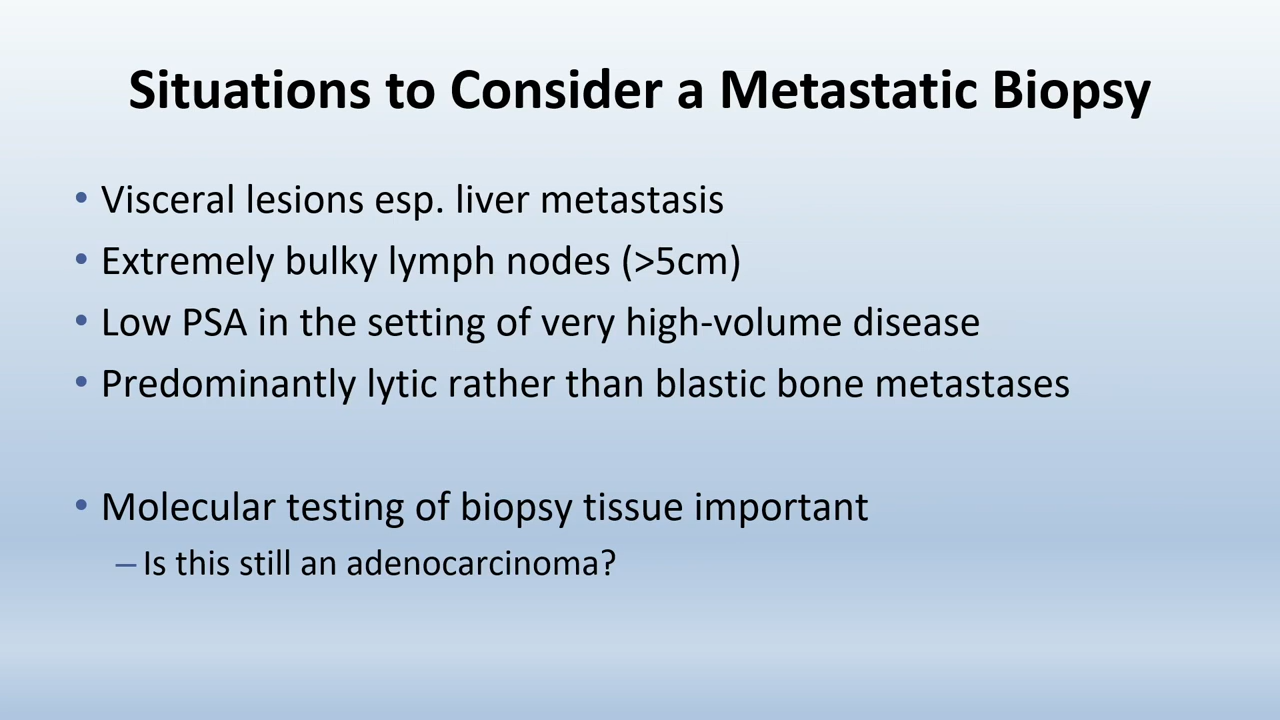 Situations to Consider a Metastatic Biopsy
• Visceral lesions esp. liver metastasis
• Extremely bulky lymph nodes (>5cm)
• Low PSA in the setting of very high-volume disease
• Predominantly lytic rather than blastic bone metastases
• Molecular testing of biopsy tissue important
– Is this still an adenocarcinoma?